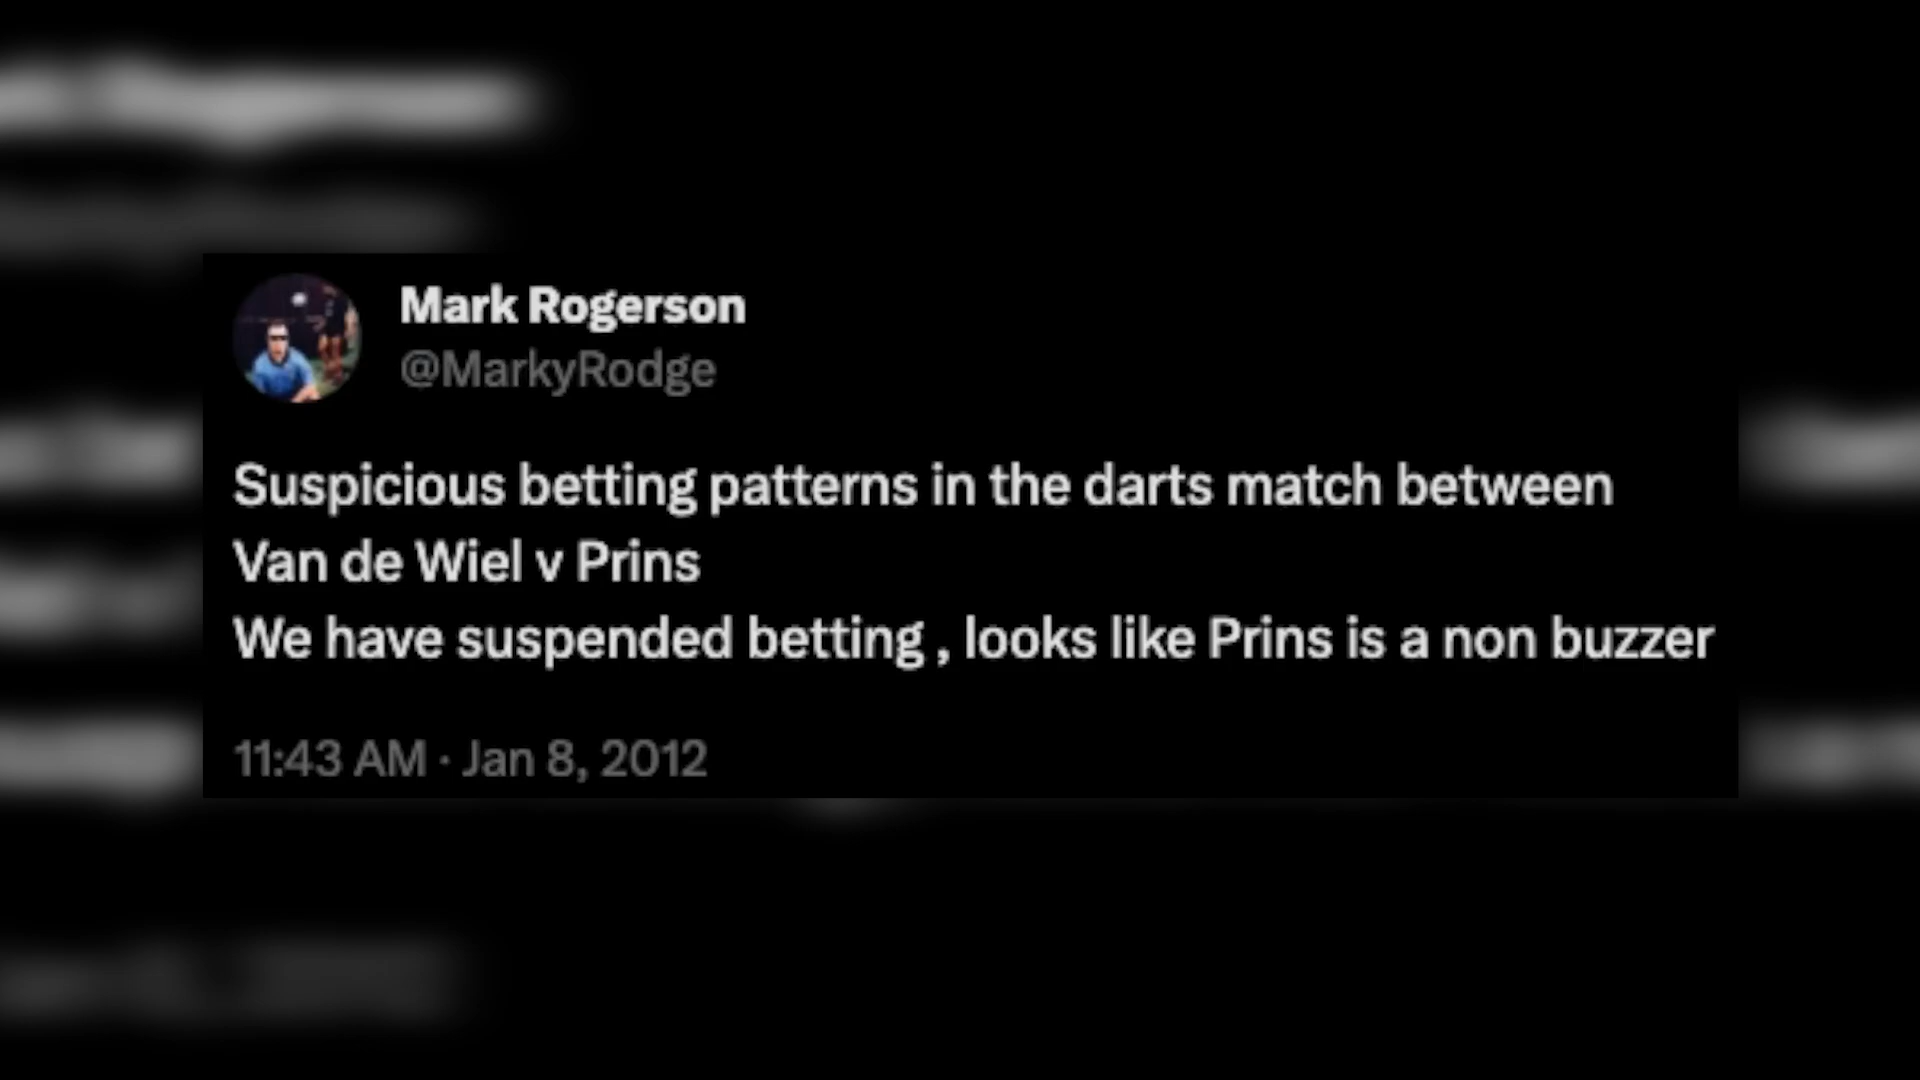 Mark Rogerson
@MarkyRodge
Suspicious betting patterns in the darts match between
Van de Wiel v Prins
We have suspended betting , looks like Prins is a non buzzer
11:43 AM · Jan 8, 2012